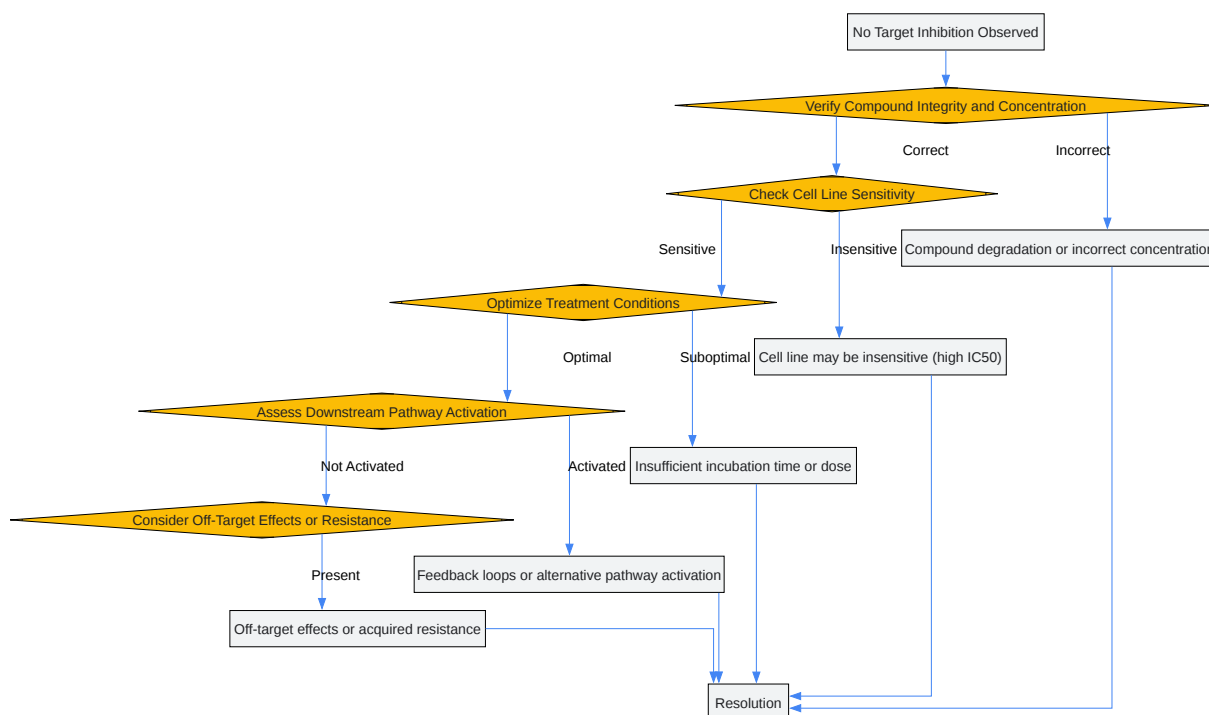 No Target Inhibition Observed
Verify Compound Integrity and Concentration
Correct
Incorrect
Check Cell Line Sensitivity
Sensitive
Insensitive
Compound degradation or incorrect concentration
Optimize Treatment Conditions
Optimal
Suboptimal
Cell line may be insensitive (high IC50)
Assess Downstream Pathway Activation
Not Activated
Activated
Insufficient incubation time or dose
Consider Off-Target Effects or Resistance
Present
Feedback loops or alternative pathway activation
Off-target effects or acquired resistance
Resolution